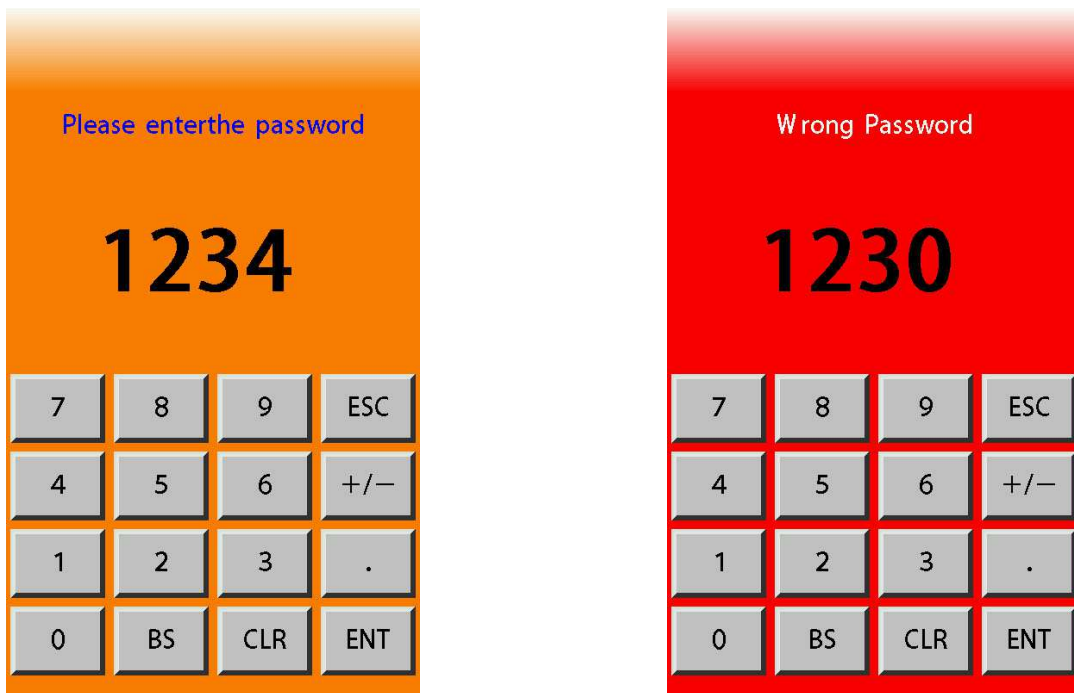 Please enterthe password
1234
7 8 9 ESC
4 5 6 +/−
1 2 3 .
0 BS CLR ENT
Wrong Password
1230
7 8 9 ESC
4 5 6 +/−
1 2 3 .
0 BS CLR ENT